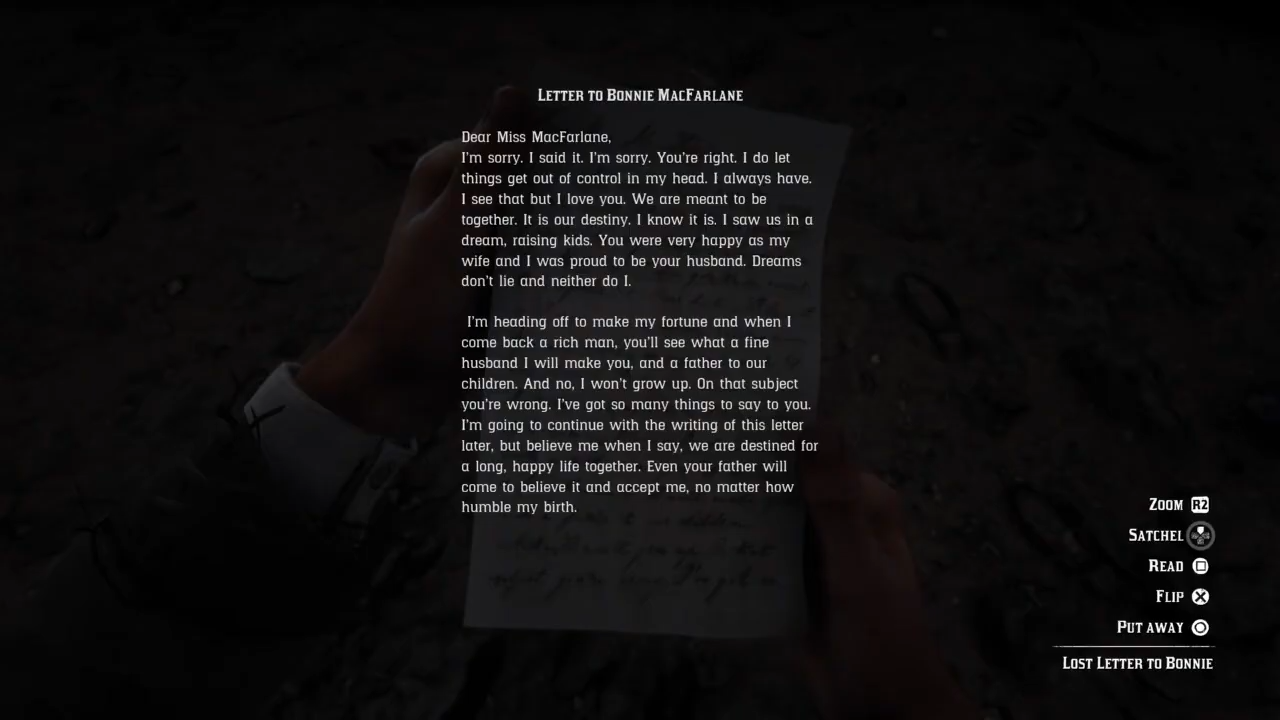 LETTER TO BONNIE MACFARLANE
Dear Miss MacFarlane,
I'm sorry. I said it. I'm sorry. You're right. I do let
things get out of control in my head. I always have.
I see that but I love you. We are meant to be
together. It is our destiny. I know it is. I saw us in a
dream, raising kids. You were very happy as my
wife and I was proud to be your husband. Dreams
don't lie and neither do I.
I'm heading off to make my fortune and when I
come back a rich man, you'll see what a fine
husband I will make you, and a father to our
children. And no, I won't grow up. On that subject
you're wrong. I've got so many things to say to you.
I'm going to continue with the writing of this letter
later, but believe me when I say, we are destined for
a long, happy life together. Even your father will
come to believe it and accept me, no matter how
humble my birth.
ZOOM R2
SATCHEL
READ
FLIP
PUT AWAY
LOST LETTER TO BONNIE